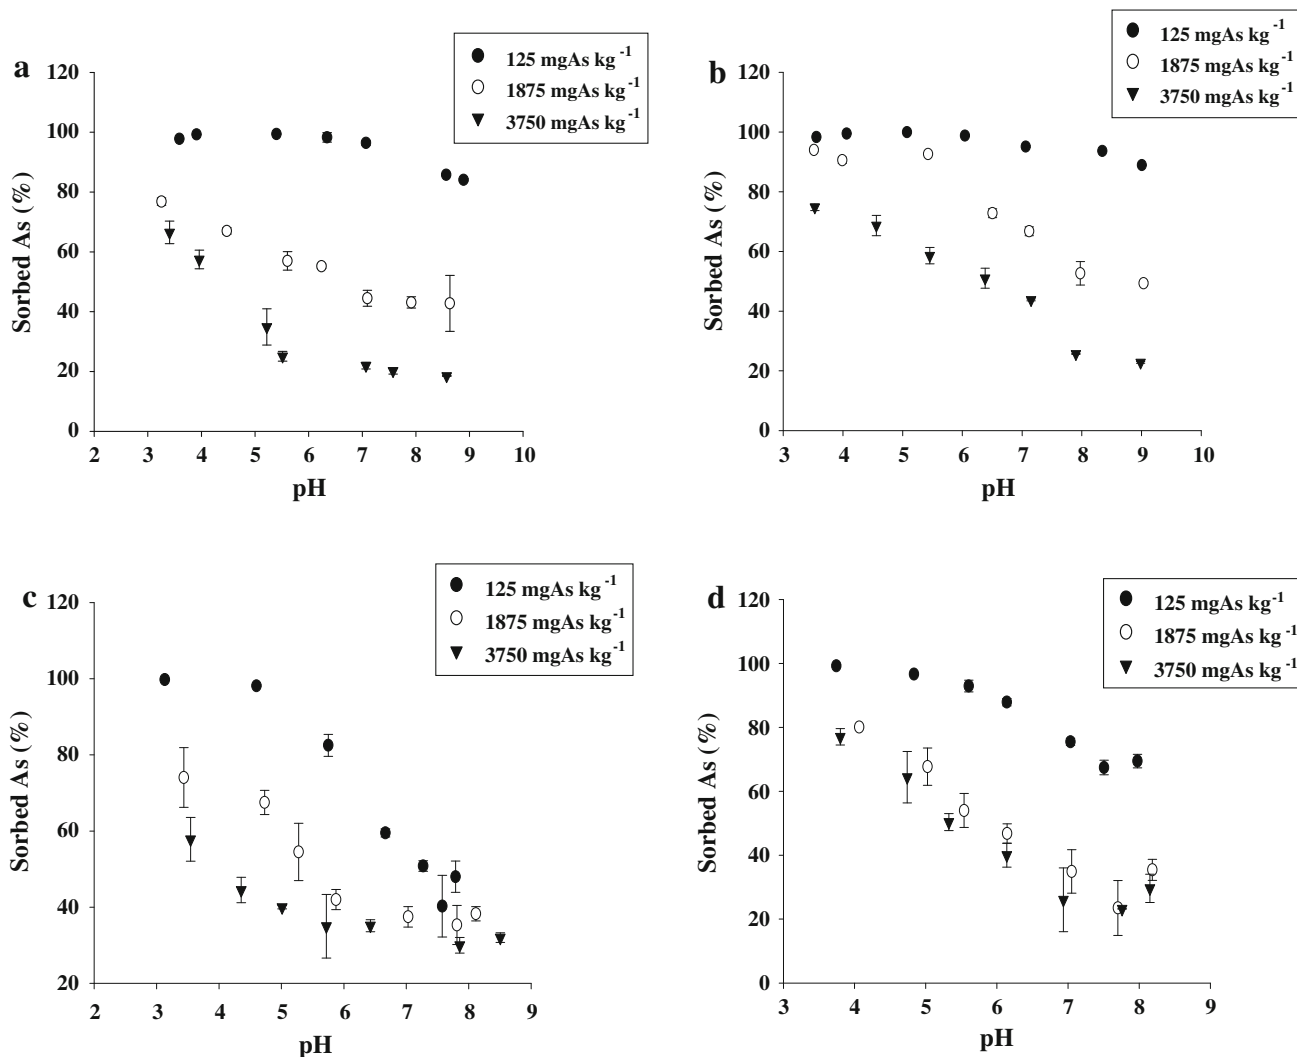 a
125 mgAs kg⁻¹
1875 mgAs kg⁻¹
3750 mgAs kg⁻¹
Sorbed As (%)
120
100
80
60
40
20
0
2 3 4 5 6 7 8 9 10
pH
b
125 mgAs kg⁻¹
1875 mgAs kg⁻¹
3750 mgAs kg⁻¹
Sorbed As (%)
120
100
80
60
40
20
0
3 4 5 6 7 8 9 10
pH
c
125 mgAs kg⁻¹
1875 mgAs kg⁻¹
3750 mgAs kg⁻¹
Sorbed As (%)
120
100
80
60
40
20
2 3 4 5 6 7 8 9
pH
d
125 mgAs kg⁻¹
1875 mgAs kg⁻¹
3750 mgAs kg⁻¹
Sorbed As (%)
120
100
80
60
40
20
0
3 4 5 6 7 8 9
pH